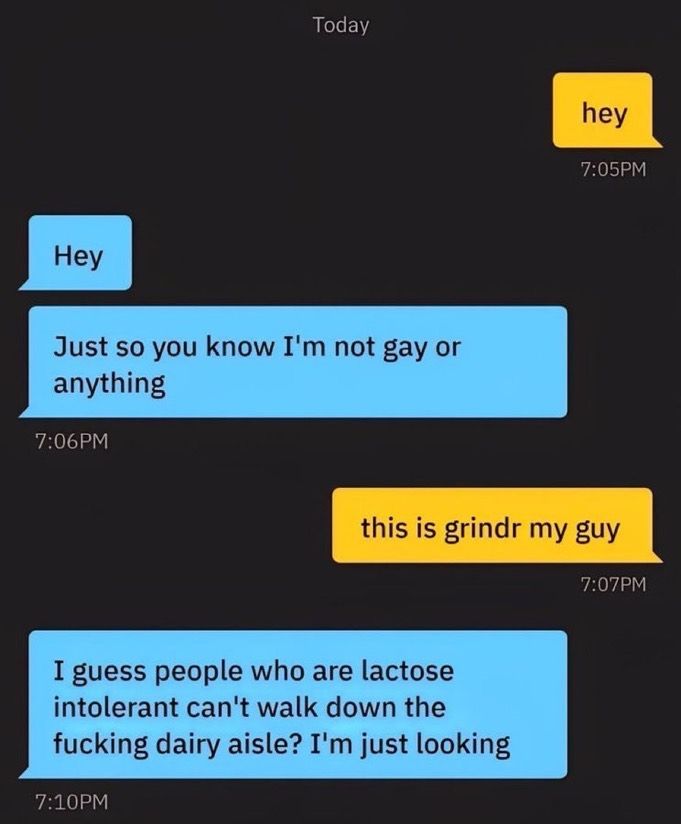 Today
hey
7:05PM
Hey
Just so you know I'm not gay or
anything
7:06PM
this is grindr my guy
7:07PM
I guess people who are lactose
intolerant can't walk down the
fucking dairy aisle? I'm just looking
7:10PM